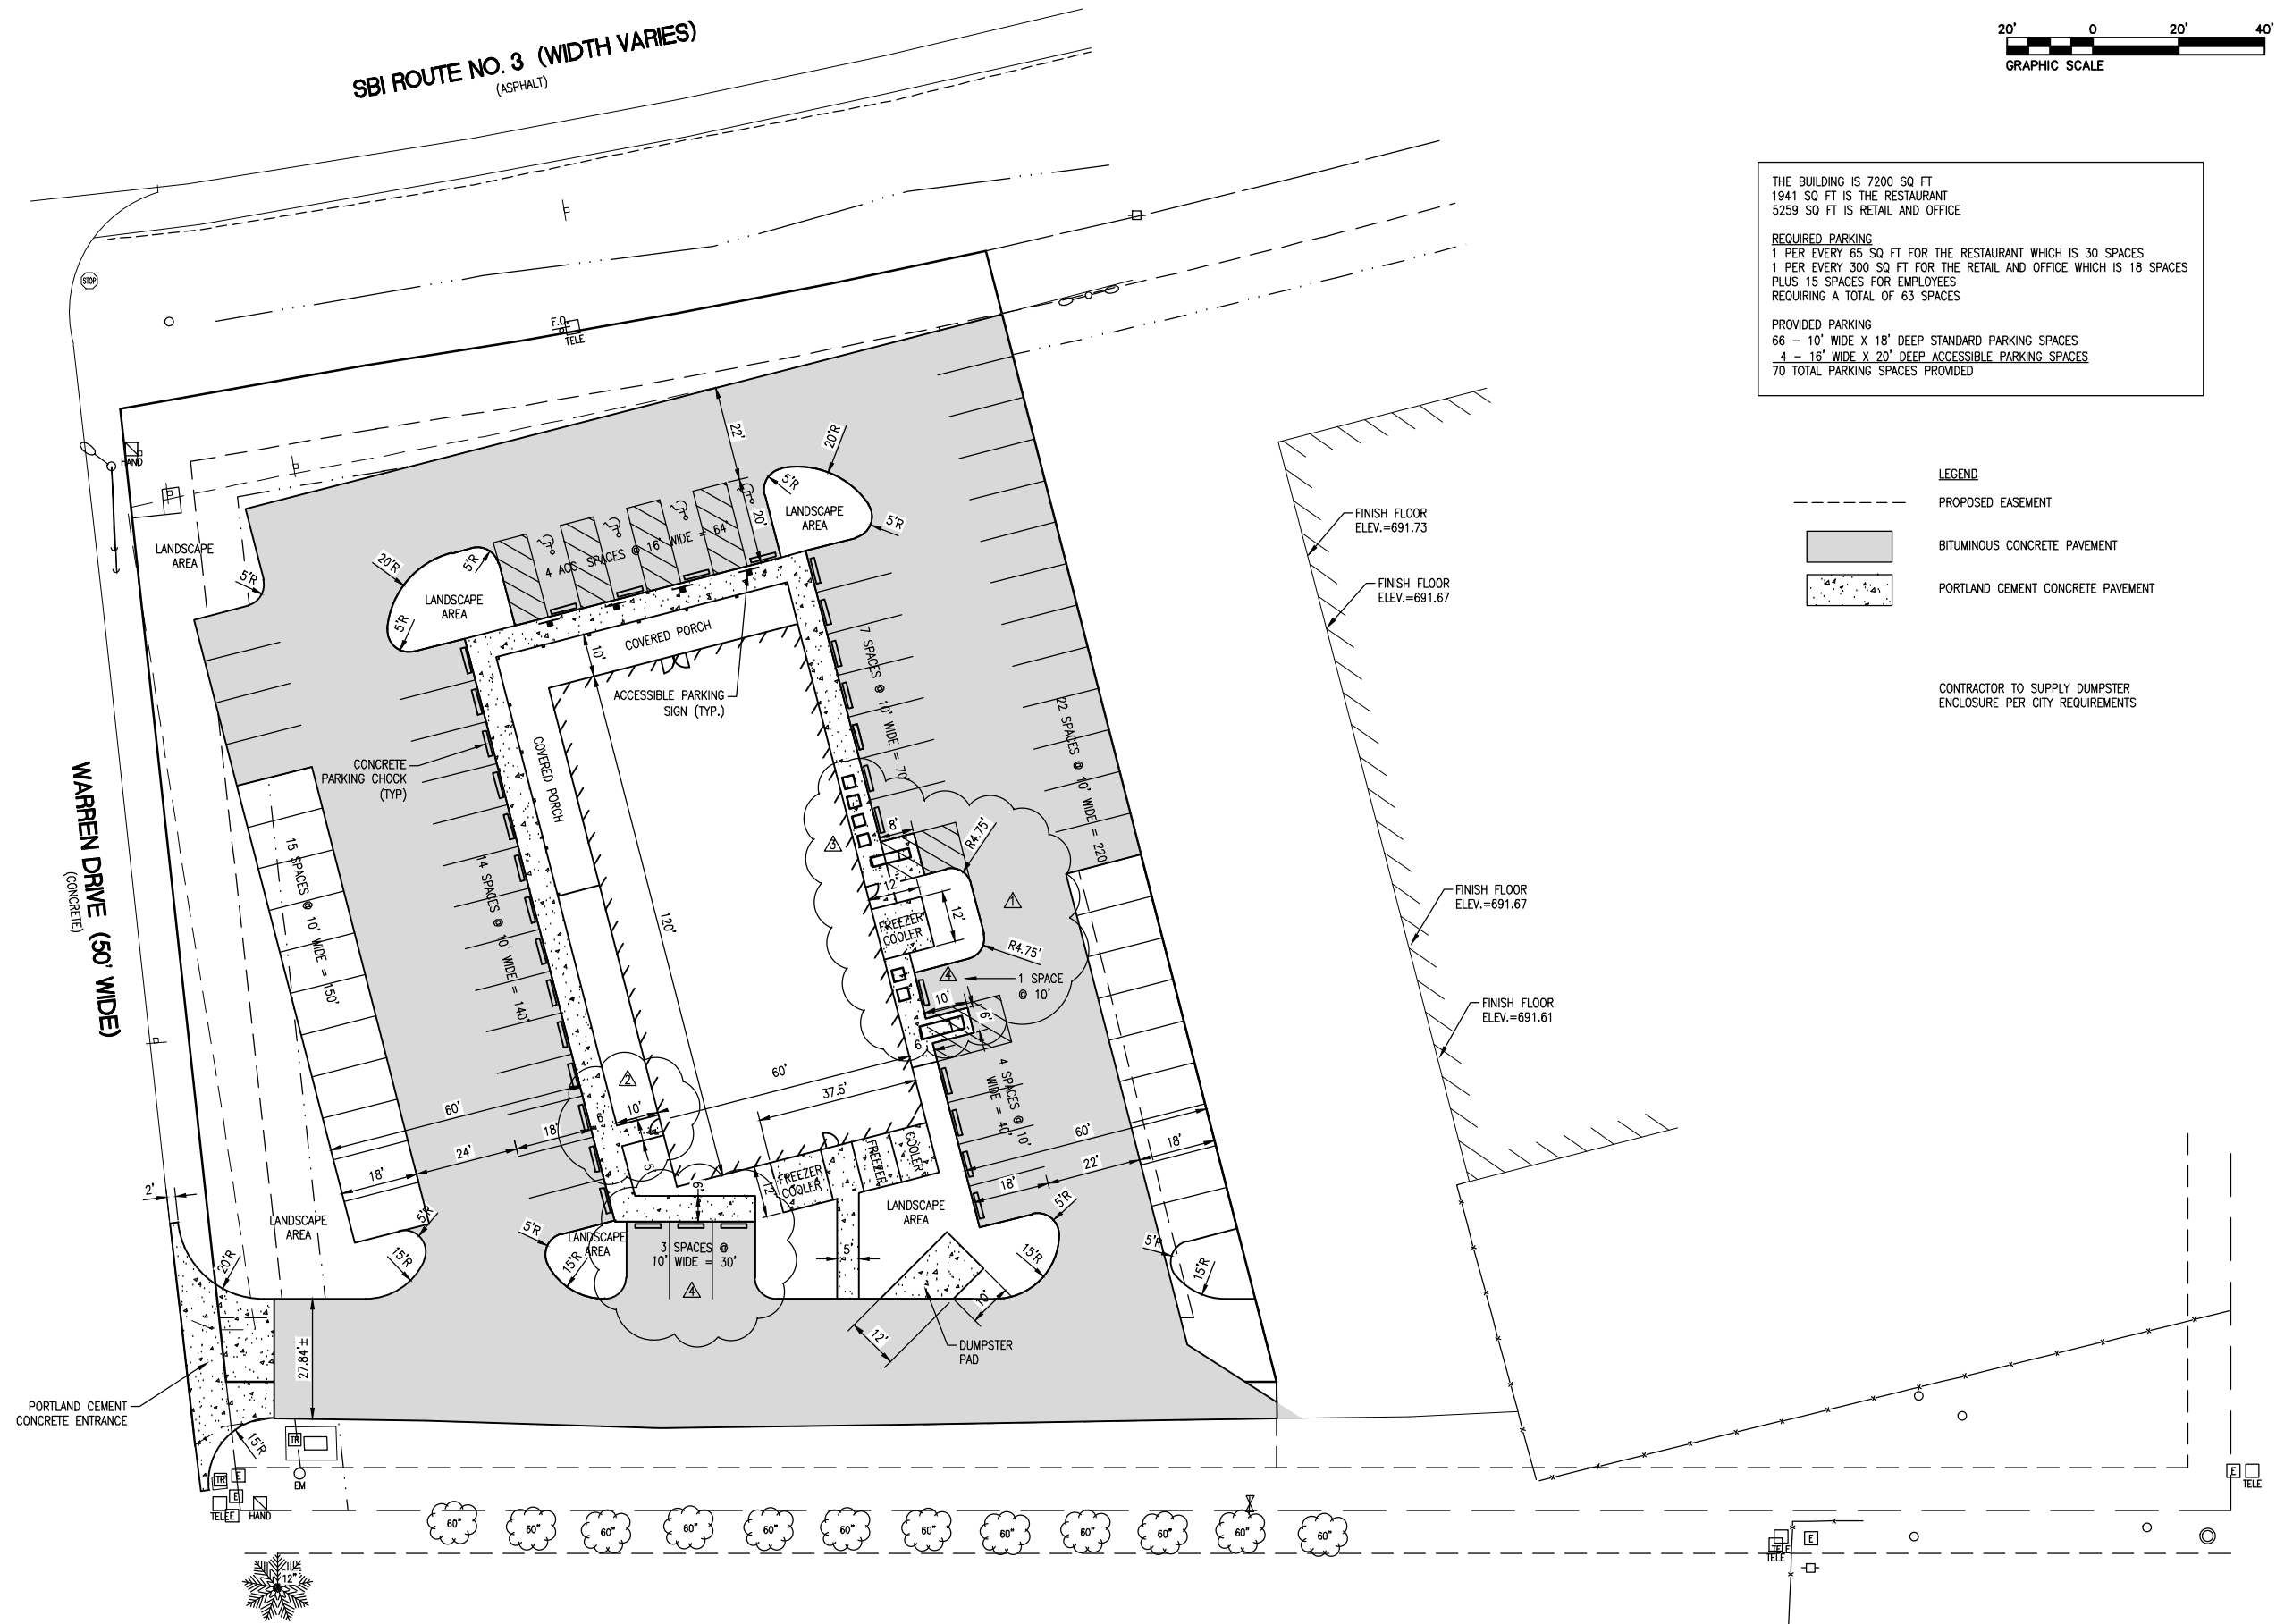 SBI ROUTE NO. 3 (WIDTH VARIES)
(ASPHALT)
20' 0 20' 40'
GRAPHIC SCALE
THE BUILDING IS 7200 SQ FT
1941 SQ FT IS THE RESTAURANT
5259 SQ FT IS RETAIL AND OFFICE
REQUIRED PARKING
1 PER EVERY 65 SQ FT FOR THE RESTAURANT WHICH IS 30 SPACES
1 PER EVERY 300 SQ FT FOR THE RETAIL AND OFFICE WHICH IS 18 SPACES
PLUS 15 SPACES FOR EMPLOYEES
REQUIRING A TOTAL OF 63 SPACES
PROVIDED PARKING
66 – 10' WIDE X 18' DEEP STANDARD PARKING SPACES
4 – 16' WIDE X 20' DEEP ACCESSIBLE PARKING SPACES
70 TOTAL PARKING SPACES PROVIDED
LEGEND
PROPOSED EASEMENT
BITUMINOUS CONCRETE PAVEMENT
PORTLAND CEMENT CONCRETE PAVEMENT
CONTRACTOR TO SUPPLY DUMPSTER
ENCLOSURE PER CITY REQUIREMENTS
STOP
F.O.
TELE
HAND
22'
20'R
5'R
LANDSCAPE
AREA
5'R
20'
LANDSCAPE
AREA
5'R
20'R
5'R
LANDSCAPE
AREA
5'R
4 ACC. SPACES @ 16' WIDE = 64'
FINISH FLOOR
ELEV.=691.73
FINISH FLOOR
ELEV.=691.67
COVERED PORCH
10'
7 SPACES @ 10' WIDE = 70'
ACCESSIBLE PARKING
SIGN (TYP.)
22 SPACES @ 10' WIDE = 220'
CONCRETE
PARKING CHOCK
(TYP)
COVERED PORCH
WARREN DRIVE (50' WIDE)
(CONCRETE)
15 SPACES @ 10' WIDE = 150'
14 SPACES @ 10' WIDE = 140'
120'
3
8'
R4.75'
12'
1
12'
FREEZER
COOLER
R4.75'
4
1 SPACE
@ 10'
10'
6'
6'
FINISH FLOOR
ELEV.=691.67
FINISH FLOOR
ELEV.=691.61
60'
37.5'
4 SPACES @ 10'
WIDE = 40'
2
10'
6'
5'
60'
24'
18'
18'
60'
18'
22'
18'
5'R
FREEZER
COOLER
FREEZER
COOLER
12'
6'
LANDSCAPE
AREA
2'
LANDSCAPE
AREA
5'R
15'R
20'R
5'R
LANDSCAPE
AREA
15'R
3 SPACES @
10' WIDE = 30'
4
5'
15'R
5'R
15'R
10'
12'
DUMPSTER
PAD
27.84'±
PORTLAND CEMENT
CONCRETE ENTRANCE
15'R
TR
TR
E
EM
E
TELE
E
HAND
60"
60"
60"
60"
60"
60"
60"
60"
60"
60"
60"
60"
12"
E
TELE
TELE
TELE
E